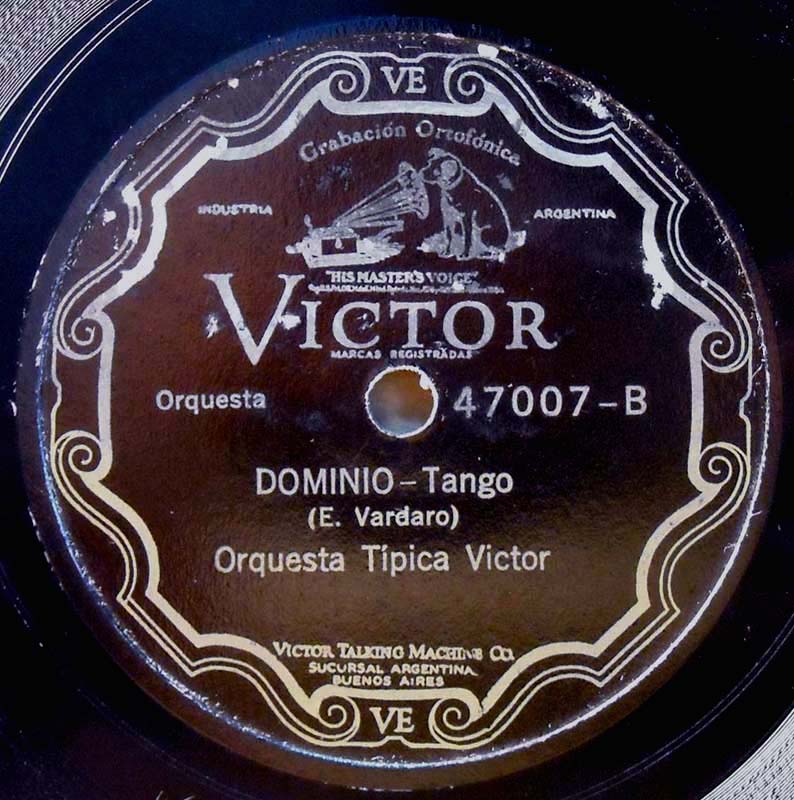 VE
Grabación Ortofónica
INDUSTRIA ARGENTINA
"HIS MASTER'S VOICE"
VICTOR
MARCAS REGISTRADAS
Orquesta 47007-B
DOMINIO - Tango
(E. Vardaro)
Orquesta Típica Victor
VICTOR TALKING MACHINE CO.
SUCURSAL ARGENTINA
BUENOS AIRES
VE